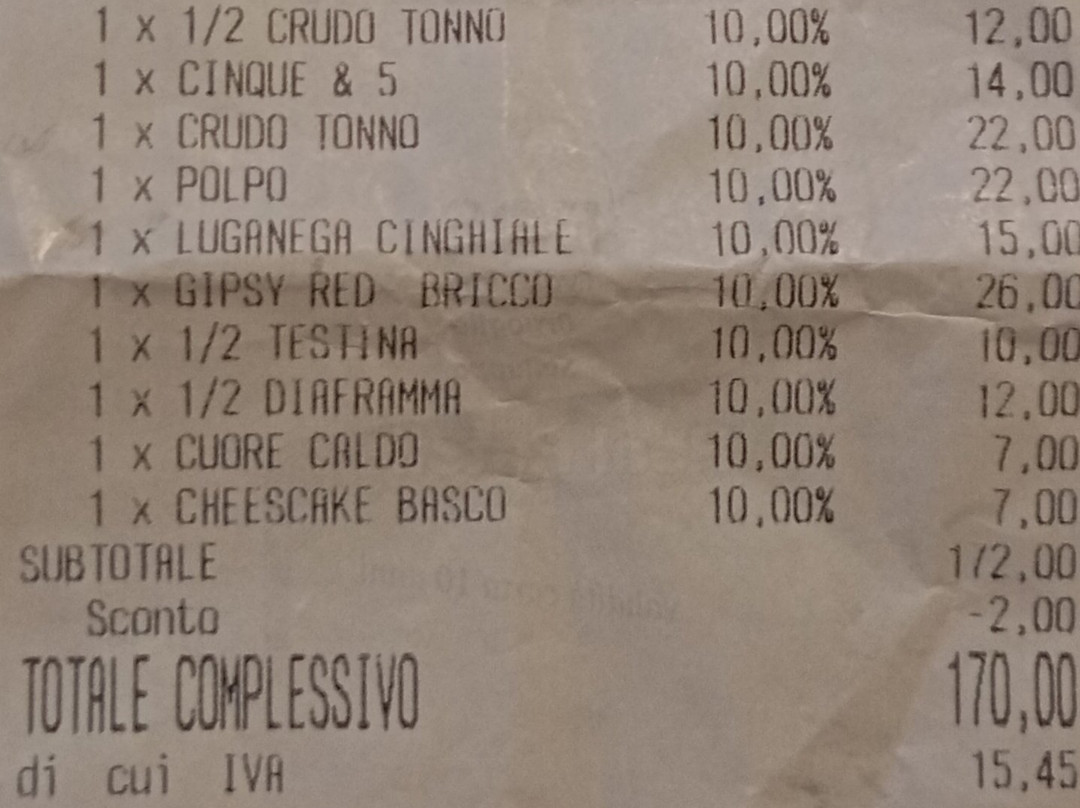 1 x 1/2 CRUDO TONNO 10,00% 12,00
1 x CINQUE & 5 10,00% 14,00
1 x CRUDO TONNO 10,00% 22,00
1 x POLPO 10,00% 22,00
1 x LUGANEGA CINGHIALE 10,00% 15,00
1 x GIPSY RED BRICCO 10,00% 26,00
1 x 1/2 TESTINA 10,00% 10,00
1 x 1/2 DIAFRAMMA 10,00% 12,00
1 x CUORE CALDO 10,00% 7,00
1 x CHEESCAKE BASCO 10,00% 7,00
SUBTOTALE 172,00
Sconto -2,00
TOTALE COMPLESSIVO 170,00
di cui IVA 15,45